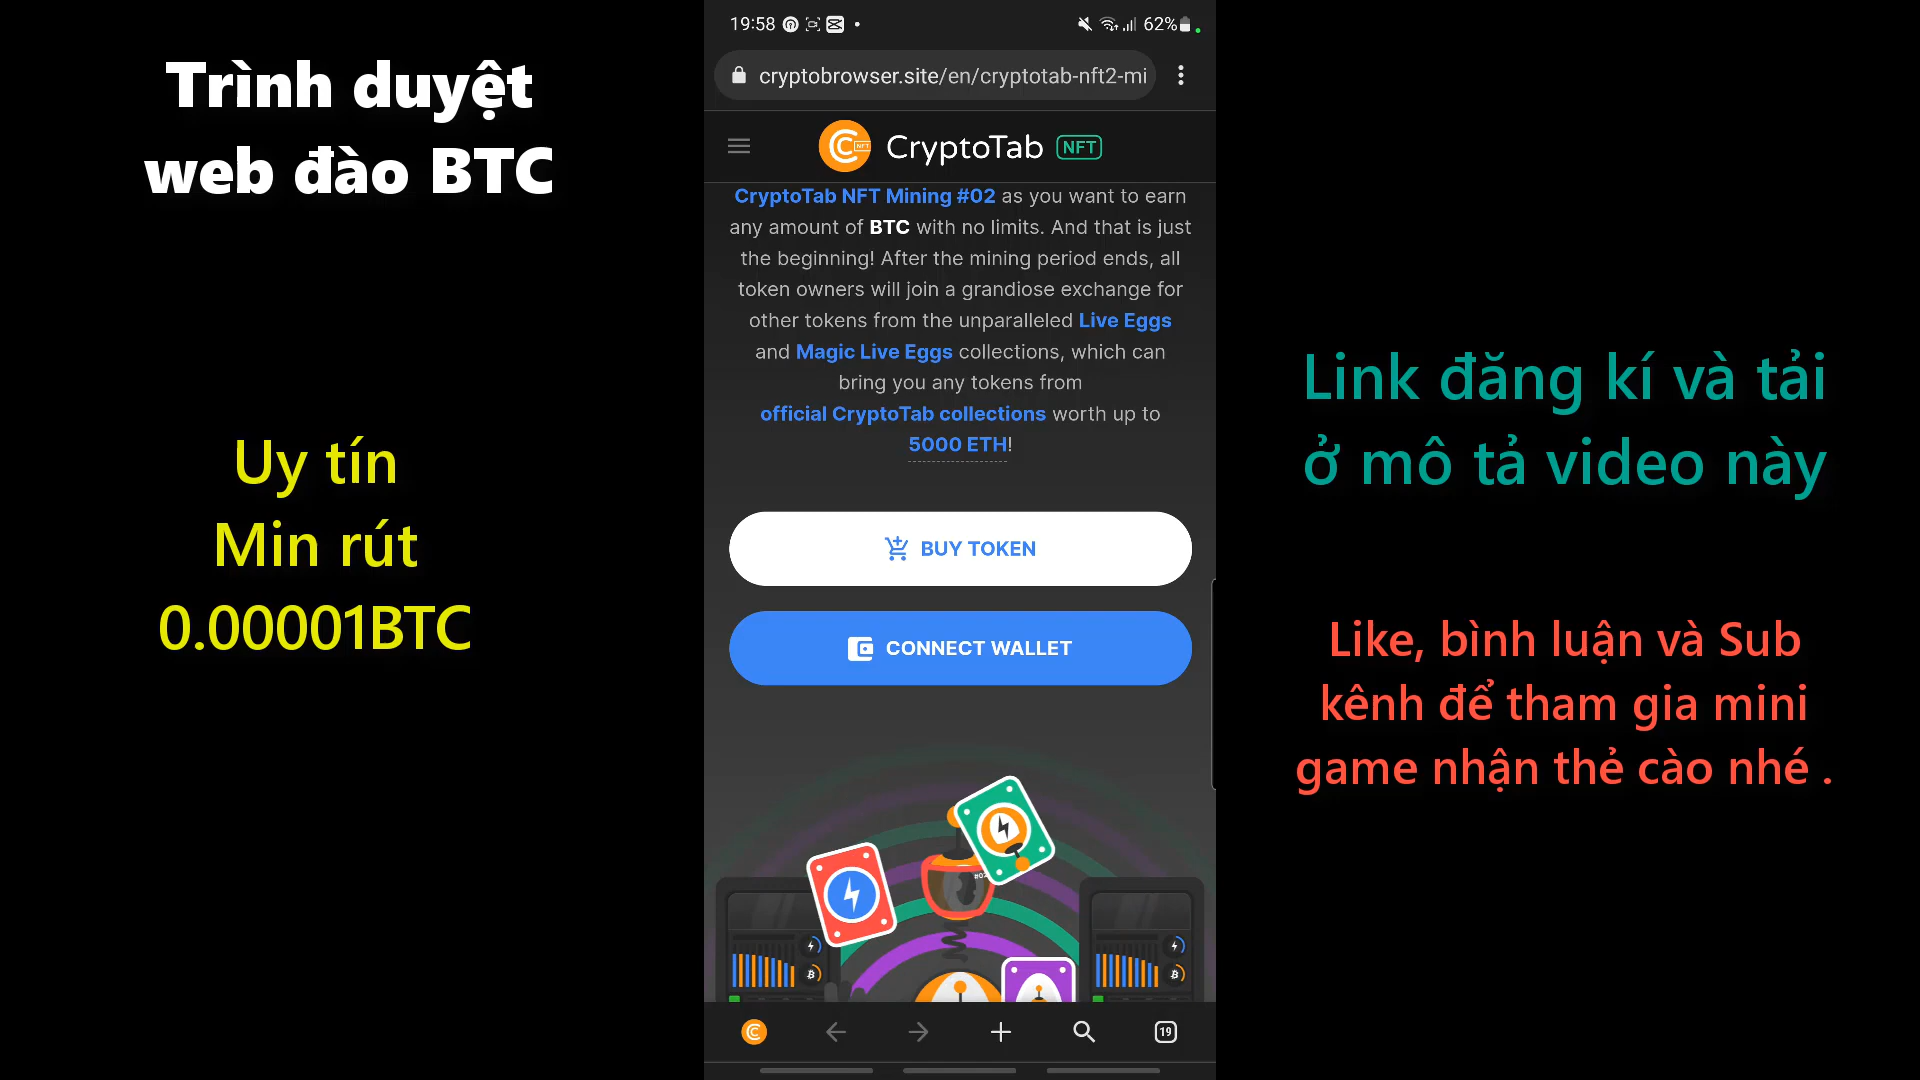 Trình duyệt
web đào BTC
Uy tín
Min rút
0.00001BTC
19:58
62%
cryptobrowser.site/en/cryptotab-nft2-mi
CryptoTab NFT
CryptoTab NFT Mining #02 as you want to earn
any amount of BTC with no limits. And that is just
the beginning! After the mining period ends, all
token owners will join a grandiose exchange for
other tokens from the unparalleled Live Eggs
and Magic Live Eggs collections, which can
bring you any tokens from
official CryptoTab collections worth up to
5000 ETH!
BUY TOKEN
CONNECT WALLET
19
Link đăng kí và tải
ở mô tả video này
Like, bình luận và Sub
kênh để tham gia mini
game nhận thẻ cào nhé .